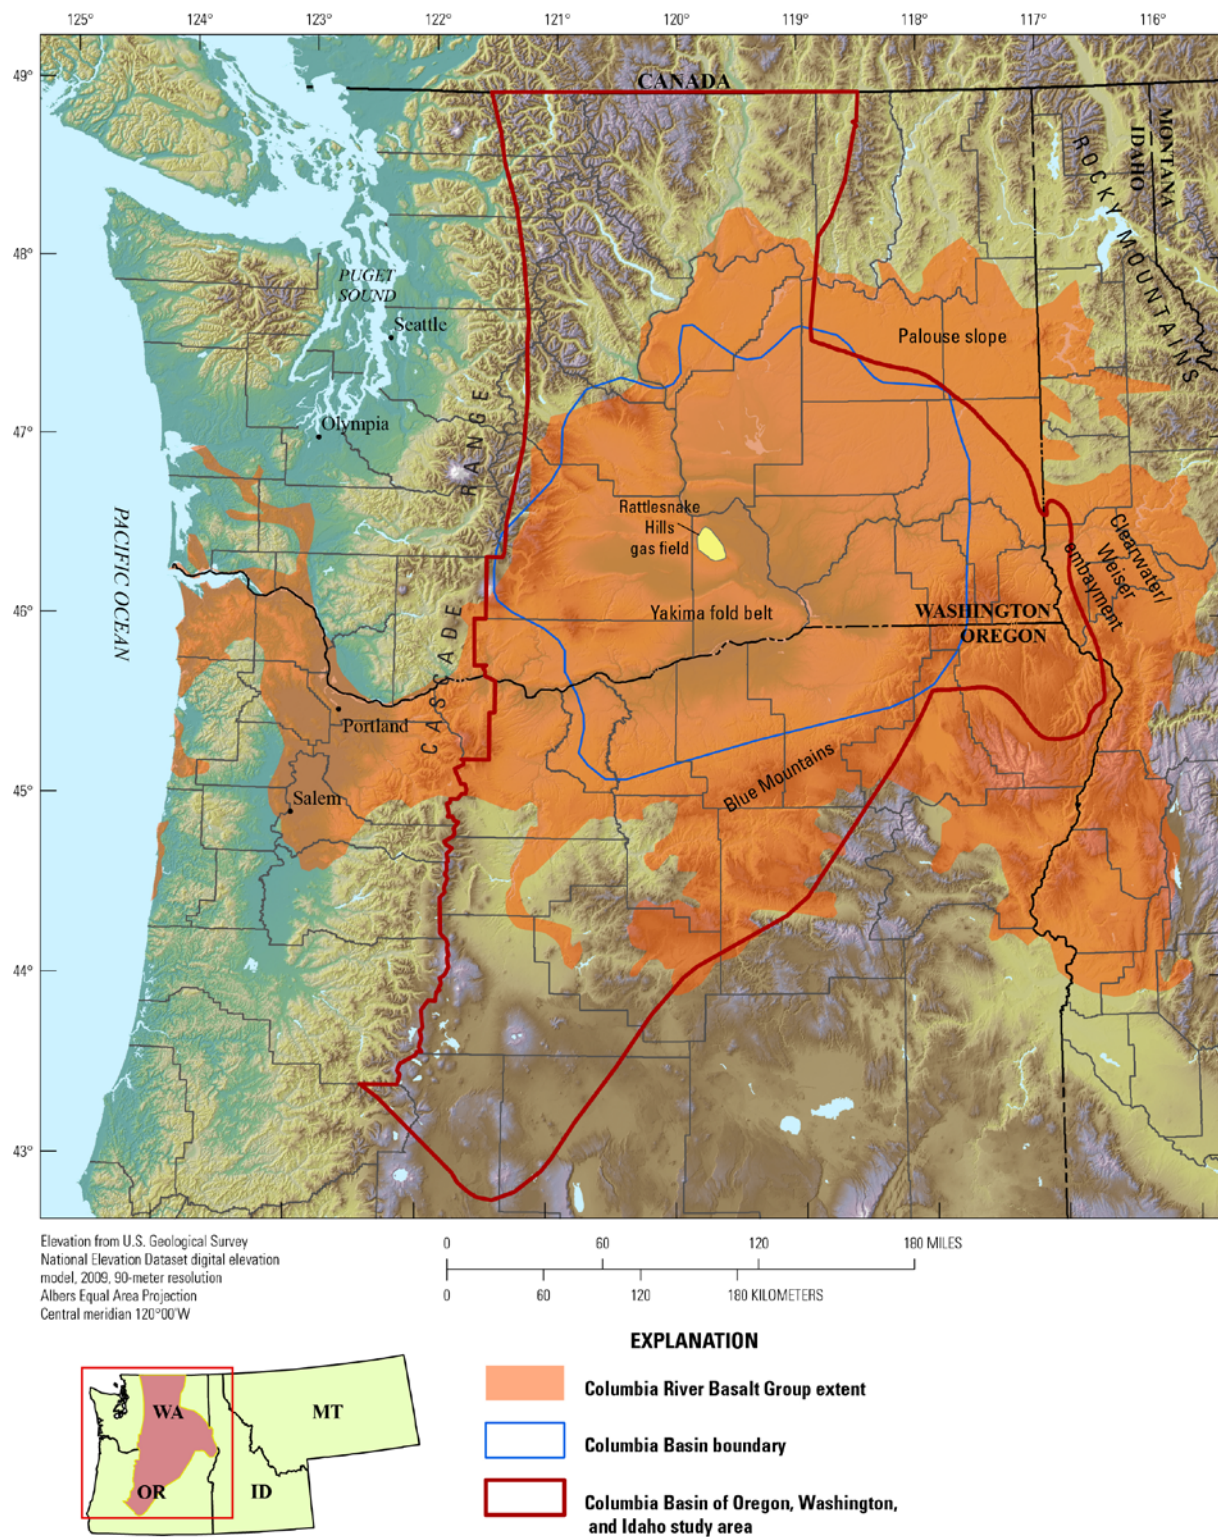 125° 124° 123° 122° 121° 120° 119° 118° 117° 116°
49°
48°
47°
46°
45°
44°
43°
CANADA
MONTANA
IDAHO
ROCKY MOUNTAINS
PUGET
SOUND
Seattle
Palouse slope
Olympia
CASCADE RANGE
PACIFIC OCEAN
Rattlesnake
Hills
gas field
Clearwater/
Weiser
embayment
Yakima fold belt
WASHINGTON
OREGON
Portland
Blue Mountains
Salem
Elevation from U.S. Geological Survey
National Elevation Dataset digital elevation
model, 2009, 90-meter resolution
Albers Equal Area Projection
Central meridian 120°00'W
0 60 120 180 MILES
0 60 120 180 KILOMETERS
EXPLANATION
Columbia River Basalt Group extent
Columbia Basin boundary
Columbia Basin of Oregon, Washington,
and Idaho study area
WA
MT
OR
ID